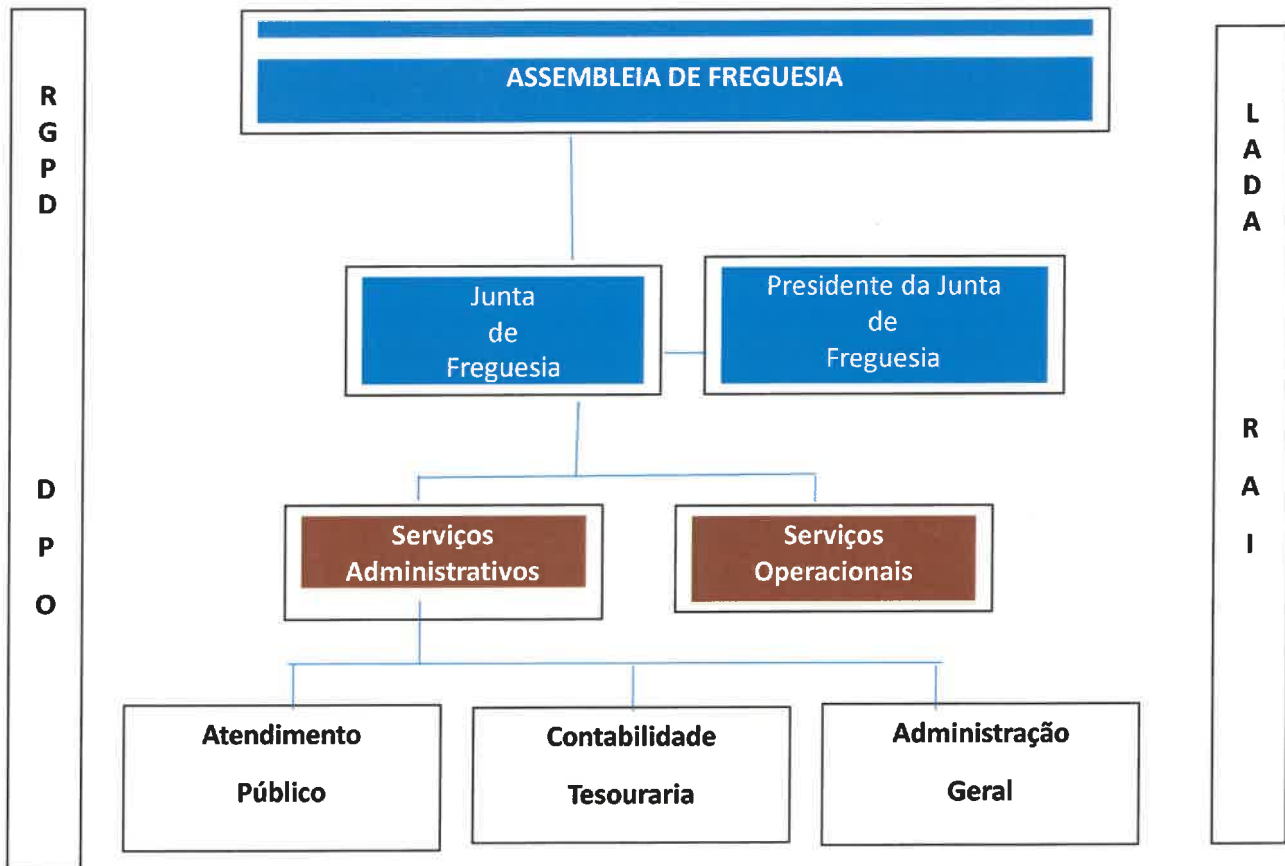 R
G
P
D
D
P
O
ASSEMBLEIA DE FREGUESIA
Junta
de
Freguesia
Presidente da Junta
de
Freguesia
Serviços
Administrativos
Serviços
Operacionais
Atendimento
Público
Contabilidade
Tesouraria
Administração
Geral
L
A
D
A
R
A
I